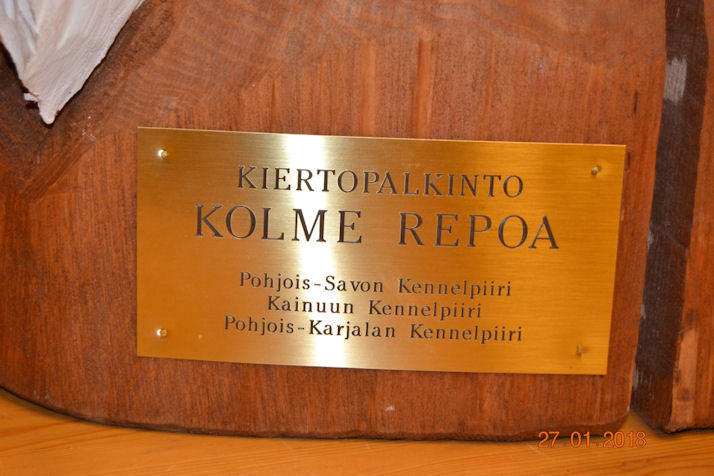 KIERTOPALKINTO
KOLME REPOA
Pohjois-Savon Kennelpiiri
Kainuun Kennelpiiri
Pohjois-Karjalan Kennelpiiri
27.01.2018